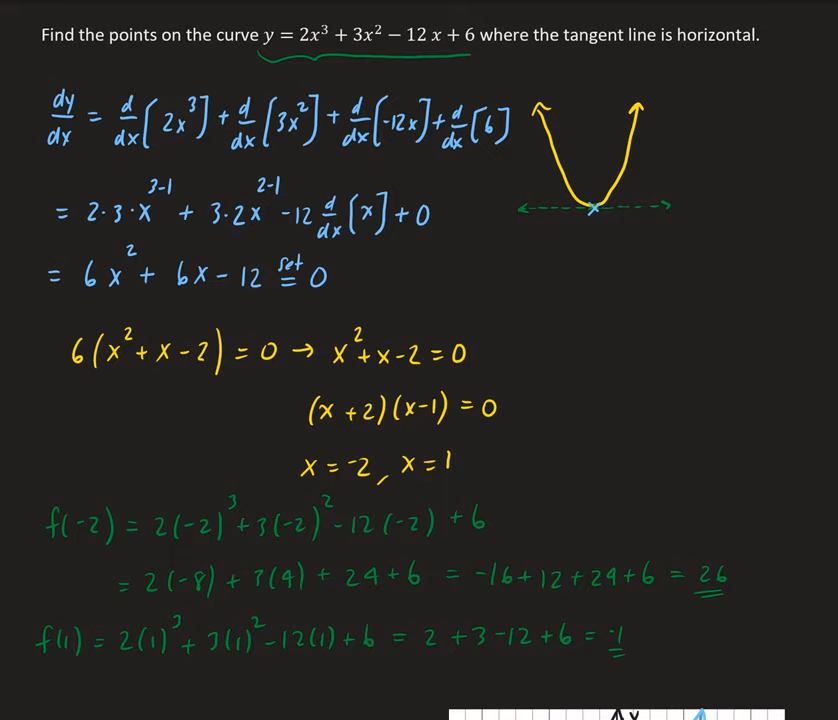 Find the points on the curve y = 2x³ + 3x² − 12 x + 6 where the tangent line is horizontal.
dy/dx = d/dx[2x³] + d/dx[3x²] + d/dx[-12x] + d/dx[6]
= 2·3·x³⁻¹ + 3·2x²⁻¹ - 12 d/dx[x] + 0
= 6x² + 6x - 12 set = 0
6(x² + x - 2) = 0 → x² + x - 2 = 0
(x + 2)(x - 1) = 0
x = -2, x = 1
f(-2) = 2(-2)³ + 3(-2)² - 12(-2) + 6
= 2(-8) + 3(4) + 24 + 6 = -16 + 12 + 24 + 6 = 26
f(1) = 2(1)³ + 3(1)² - 12(1) + 6 = 2 + 3 - 12 + 6 = -1
y